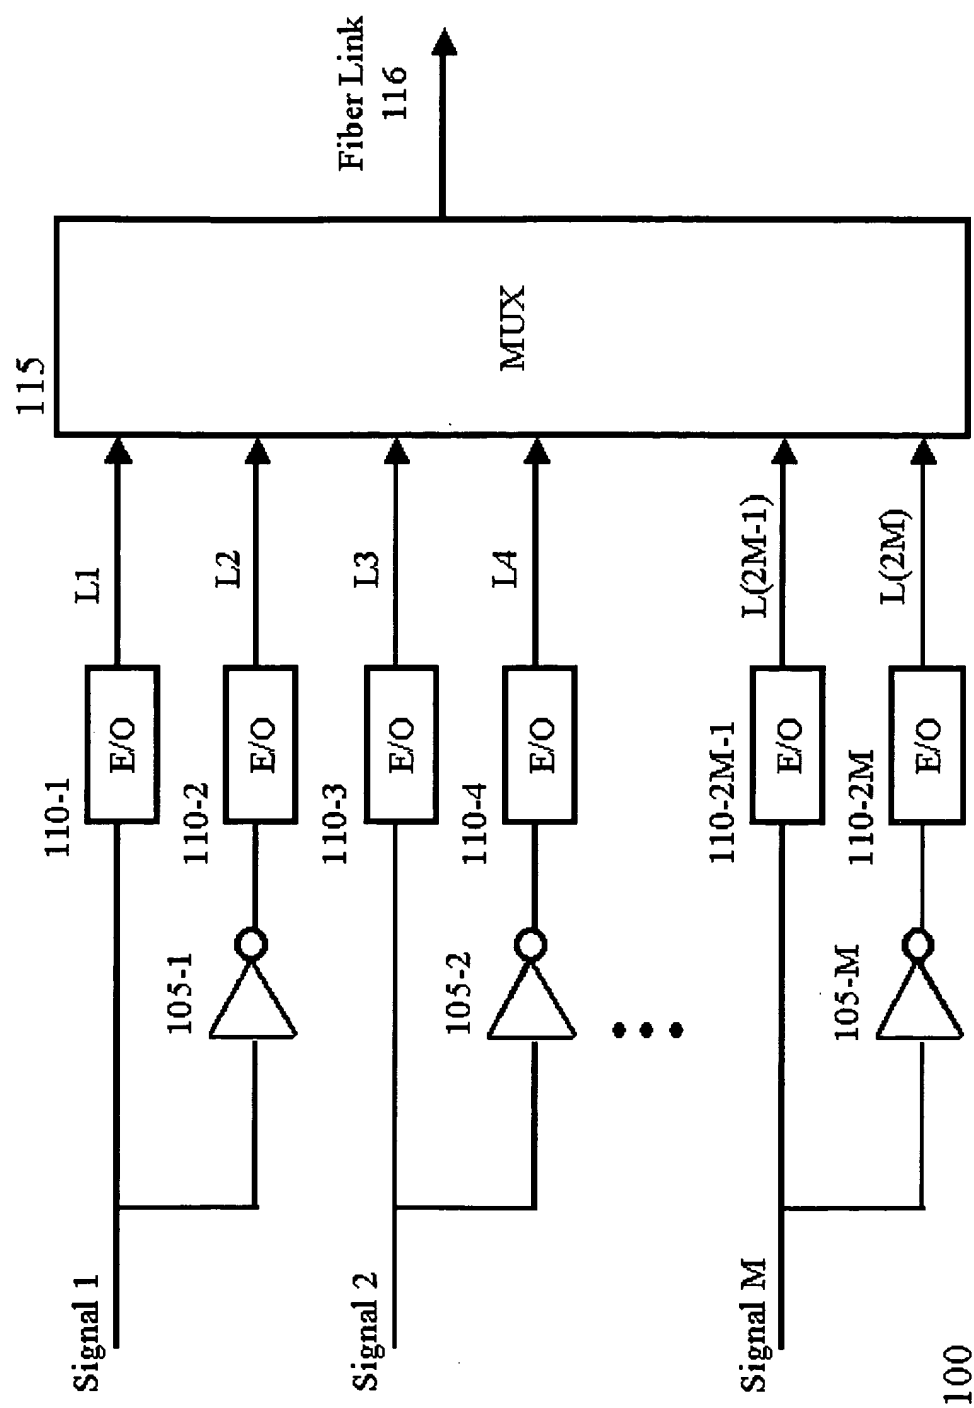 Signal 1
110-1
E/O
L1
115
105-1
110-2
E/O
L2
Signal 2
110-3
E/O
L3
105-2
110-4
E/O
L4
MUX
Fiber Link
116
Signal M
110-2M-1
E/O
L(2M-1)
105-M
110-2M
E/O
L(2M)
100